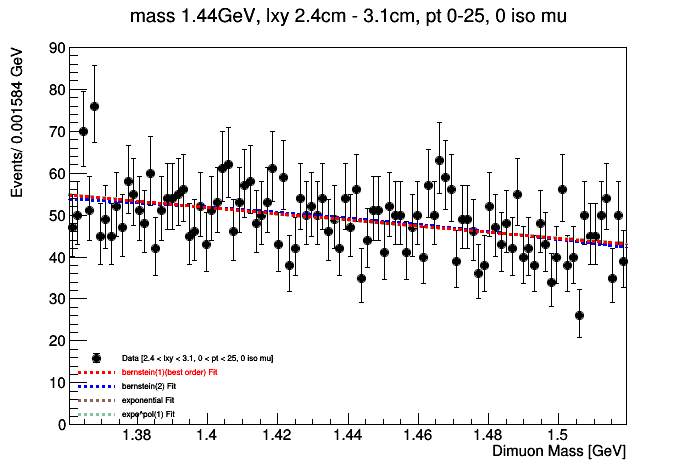 mass 1.44GeV, lxy 2.4cm - 3.1cm, pt 0-25, 0 iso mu
Events/ 0.001584 GeV
90
80
70
60
50
40
30
20
10
0
Data [2.4 < lxy < 3.1, 0 < pt < 25, 0 iso mu]
bernstein(1)(best order) Fit
bernstein(2) Fit
exponential Fit
expo*pol(1) Fit
1.38 1.4 1.42 1.44 1.46 1.48 1.5
Dimuon Mass [GeV]